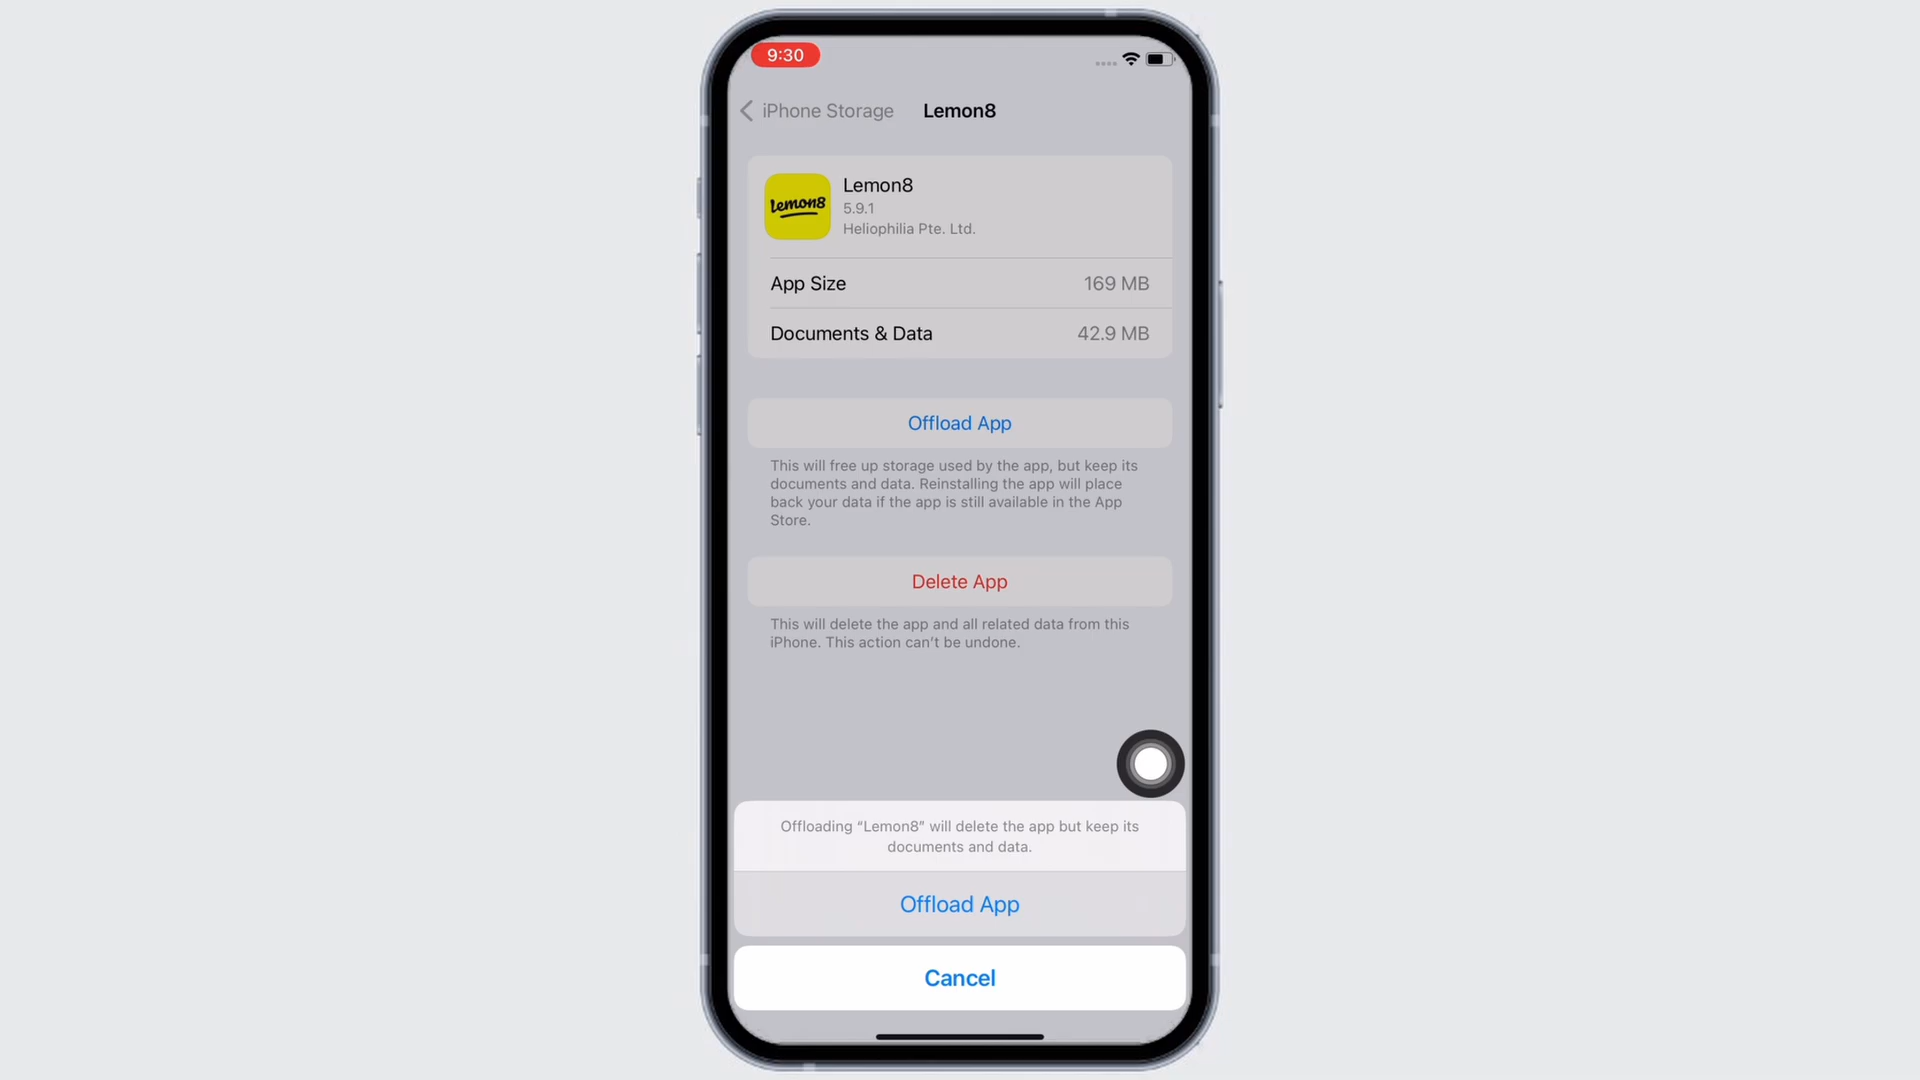 9:30
iPhone Storage
Lemon8
Lemon8
Lemon8
5.9.1
Heliophilia Pte. Ltd.
App Size
169 MB
Documents & Data
42.9 MB
Offload App
This will free up storage used by the app, but keep its
documents and data. Reinstalling the app will place
back your data if the app is still available in the App
Store.
Delete App
This will delete the app and all related data from this
iPhone. This action can't be undone.
Offloading “Lemon8” will delete the app but keep its
documents and data.
Offload App
Cancel